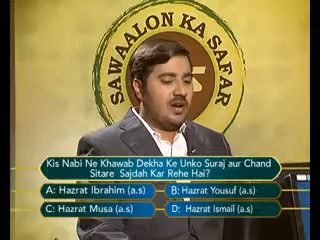 SAWAALON KA SAFAR
Kis Nabi Ne Khawab Dekha Ke Unko Suraj aur Chand
Sitare Sajdah Kar Rehe Hai?
A: Hazrat Ibrahim (a.s)
B: Hazrat Yousuf (a.s)
C: Hazrat Musa (a.s)
D: Hazrat Ismail (a.s)